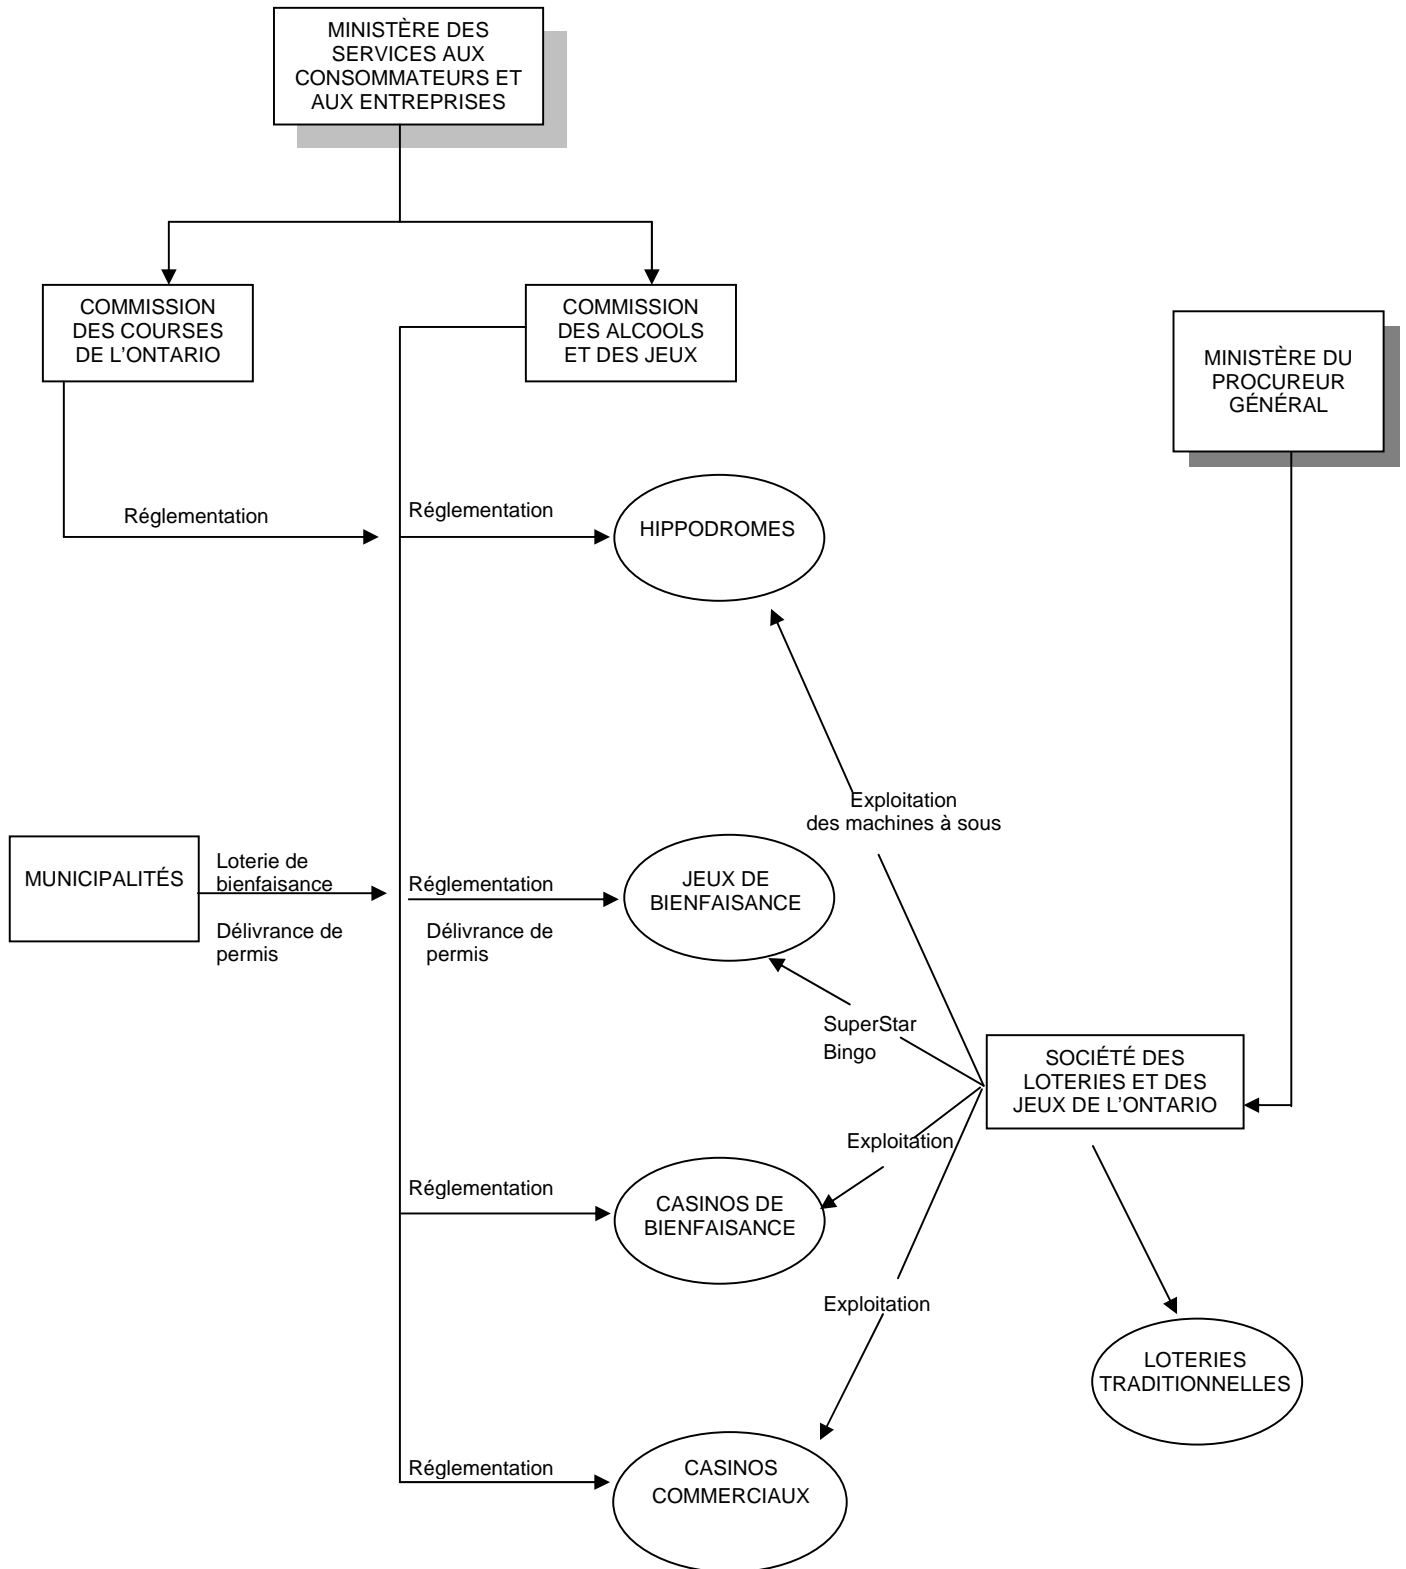 MINISTÈRE DES
SERVICES AUX
CONSOMMATEURS ET
AUX ENTREPRISES
COMMISSION
DES COURSES
DE L'ONTARIO
COMMISSION
DES ALCOOLS
ET DES JEUX
MINISTÈRE DU
PROCUREUR
GÉNÉRAL
Réglementation
Réglementation
HIPPODROMES
Exploitation
des machines à sous
MUNICIPALITÉS
Loterie de
bienfaisance
Délivrance de
permis
Réglementation
Délivrance de
permis
JEUX DE
BIENFAISANCE
SuperStar
Bingo
SOCIÉTÉ DES
LOTERIES ET DES
JEUX DE L'ONTARIO
Exploitation
Réglementation
CASINOS DE
BIENFAISANCE
Exploitation
LOTERIES
TRADITIONNELLES
Réglementation
CASINOS
COMMERCIAUX